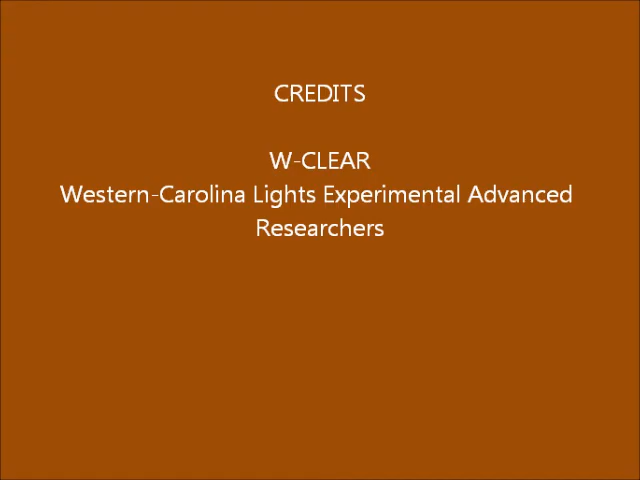 CREDITS
W-CLEAR
Western-Carolina Lights Experimental Advanced
Researchers